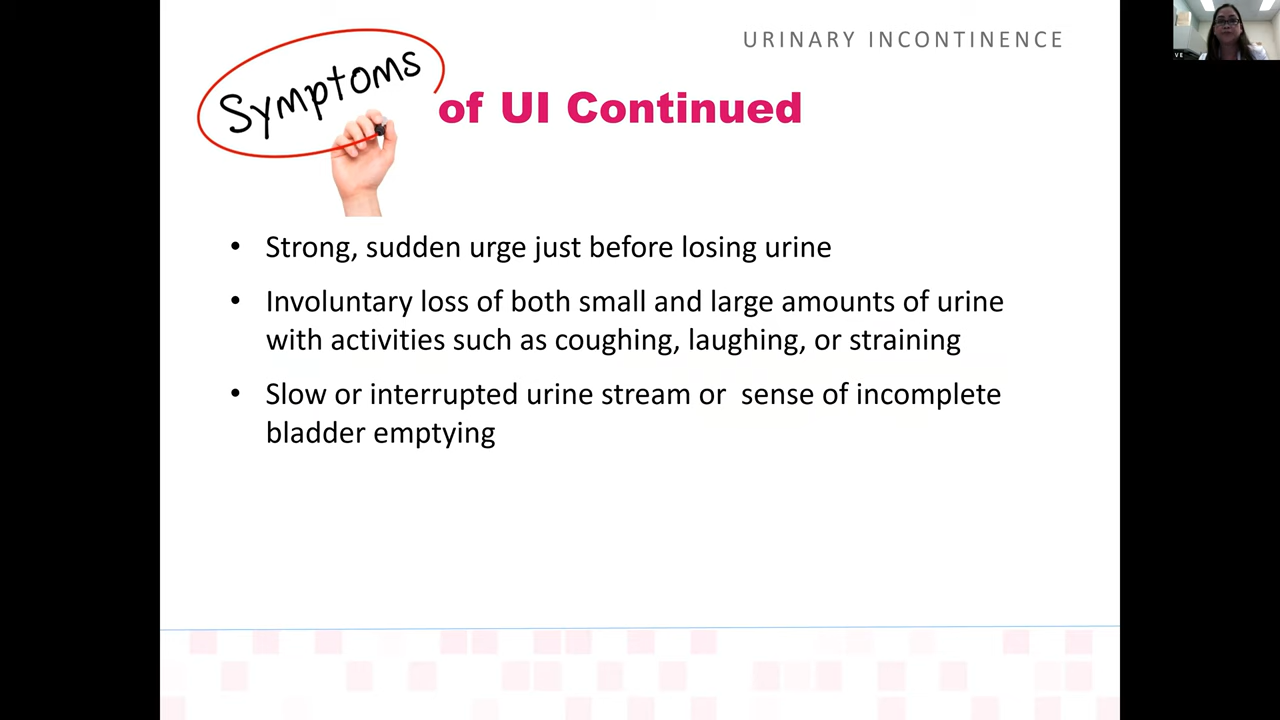 URINARY INCONTINENCE
Symptoms
of UI Continued
• Strong, sudden urge just before losing urine
• Involuntary loss of both small and large amounts of urine
with activities such as coughing, laughing, or straining
• Slow or interrupted urine stream or sense of incomplete
bladder emptying